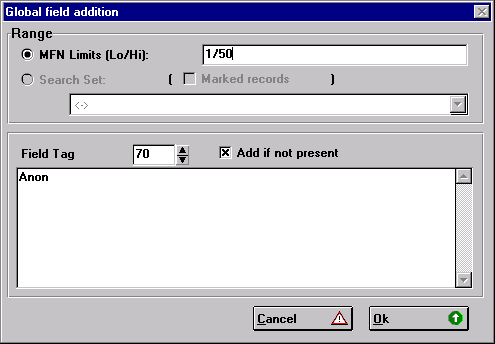 Global field addition
Range
MFN Limits (Lo/Hi): 1/50
Search Set: ( Marked records )
<->
Field Tag 70 Add if not present
Anon
Cancel Ok